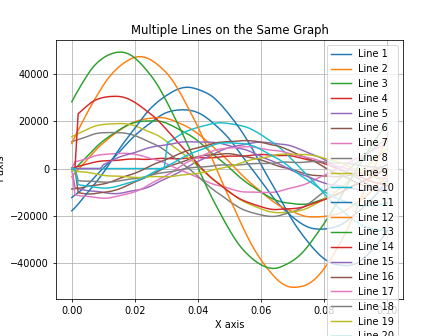 Multiple Lines on the Same Graph
40000
20000
0
−20000
−40000
0.00
0.02
0.04
0.06
X axis
Line 1
Line 2
Line 3
Line 4
Line 5
Line 6
Line 7
Line 8
Line 9
Line 10
Line 11
Line 12
Line 13
Line 14
Line 15
Line 16
Line 17
Line 18
Line 19
Line 20